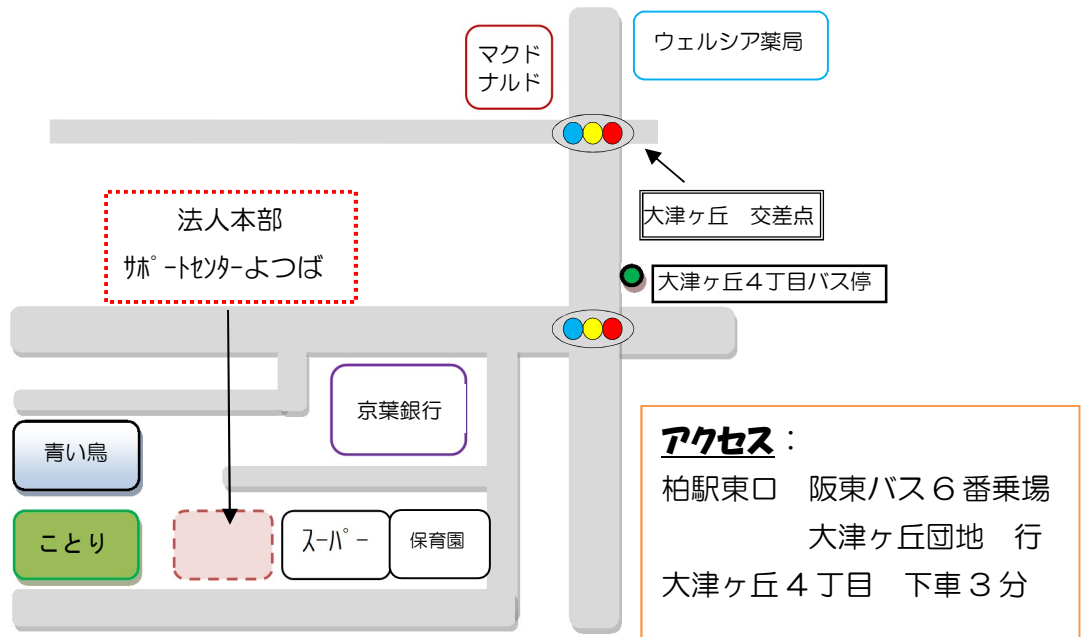 マクド
ナルド
ウェルシア薬局
大津ヶ丘　交差点
法人本部
ｻﾎﾟｰﾄｾﾝﾀｰよつば
大津ヶ丘４丁目バス停
京葉銀行
青い鳥
ことり
ｽｰﾊﾟｰ
保育園
アクセス：
柏駅東口　阪東バス６番乗場
大津ヶ丘団地　行
大津ヶ丘４丁目　下車３分